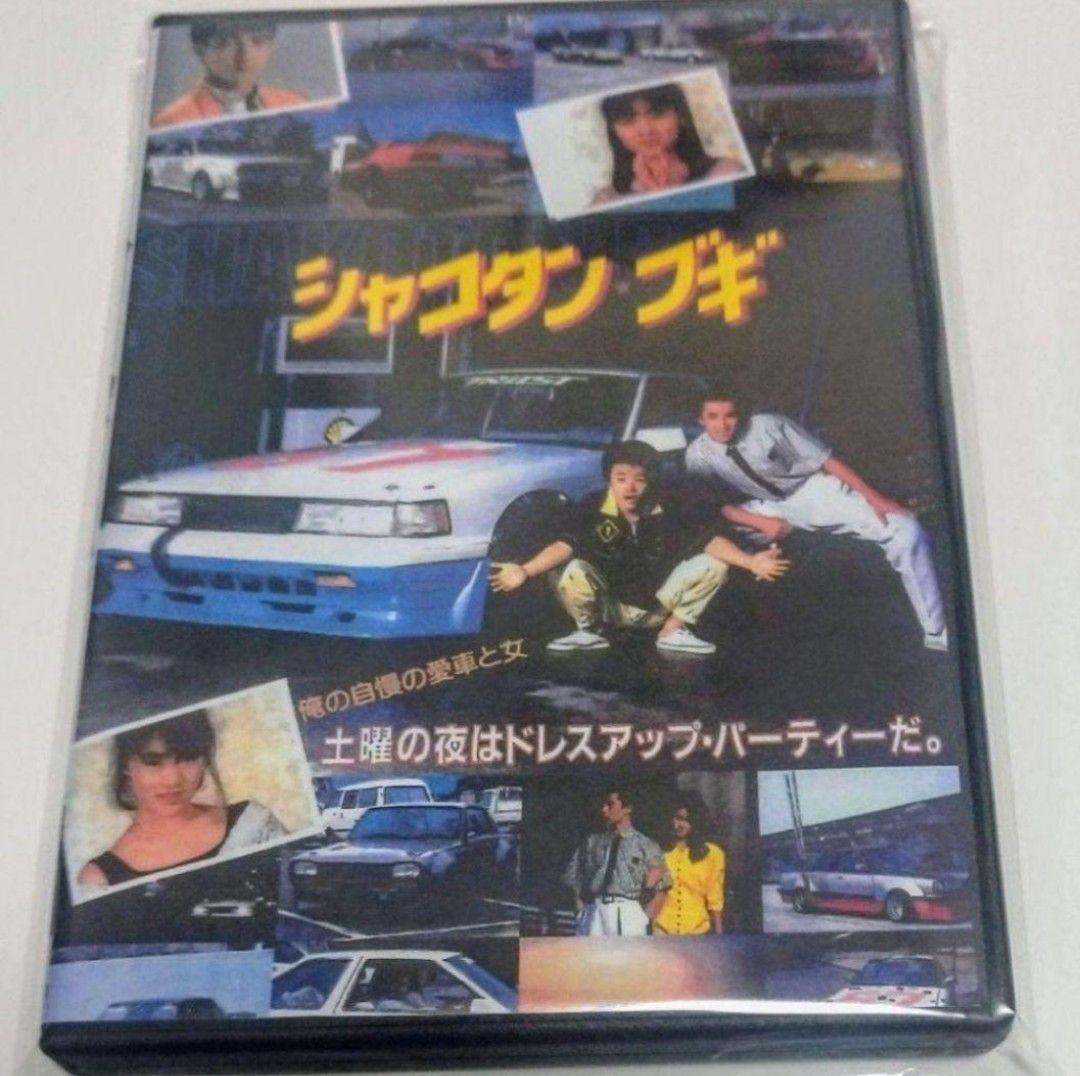 シャコタン・ブギ
俺の自慢の愛車と女
土曜の夜はドレスアップ・パーティーだ。